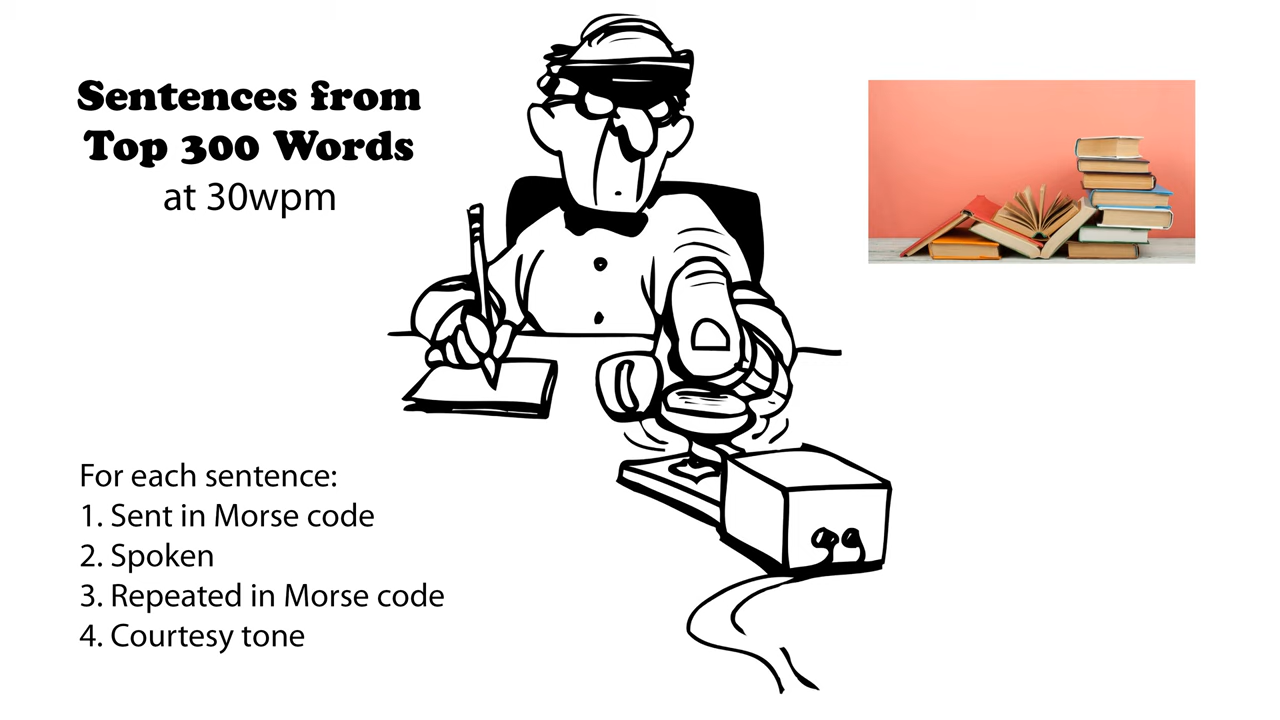 Sentences from
Top 300 Words
at 30wpm
For each sentence:
1. Sent in Morse code
2. Spoken
3. Repeated in Morse code
4. Courtesy tone